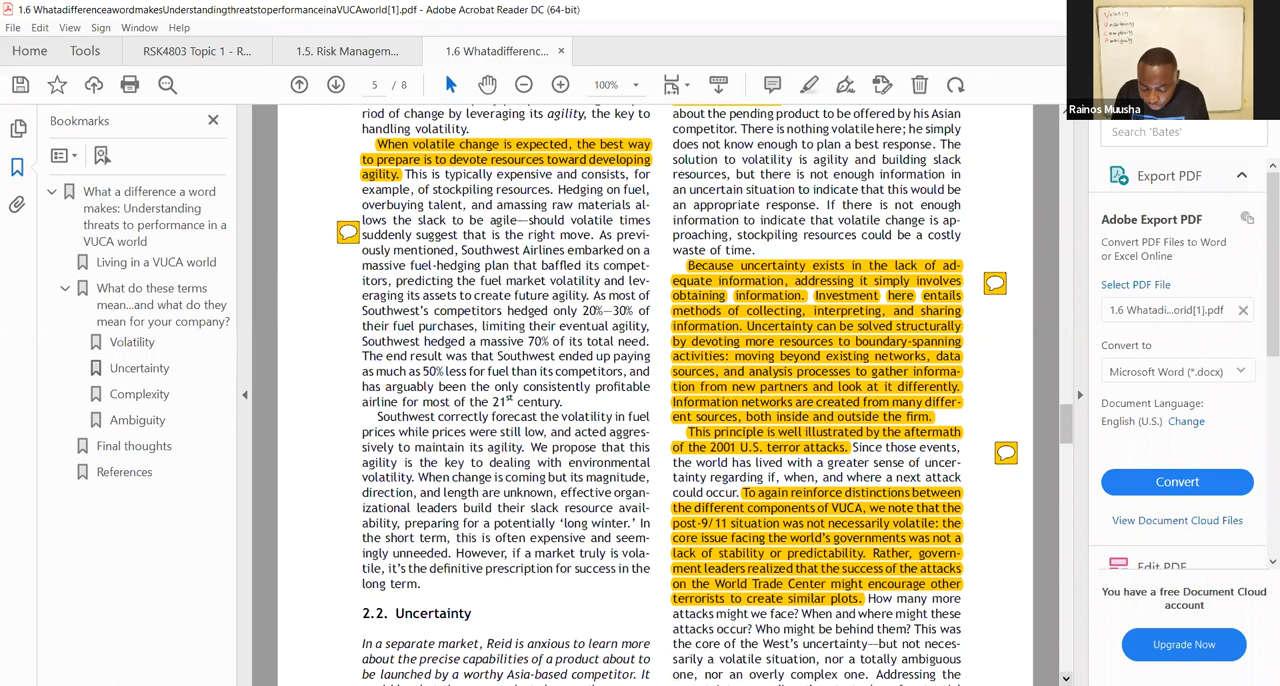 1.6 WhatadifferenceawordmakesUnderstandingthreatstoperformanceinaVUCAworld[1].pdf - Adobe Acrobat Reader DC (64-bit)
File Edit View Sign Window Help
Home Tools RSK4803 Topic 1 - R... 1.5. Risk Managem... 1.6 Whatadifferenc... ×
5 / 8 100%
Bookmarks
What a difference a word
makes: Understanding
threats to performance in a
VUCA world
Living in a VUCA world
What do these terms
mean...and what do they
mean for your company?
Volatility
Uncertainty
Complexity
Ambiguity
Final thoughts
References
riod of change by leveraging its agility, the key to
handling volatility.
When volatile change is expected, the best way
to prepare is to devote resources toward developing
agility. This is typically expensive and consists, for
example, of stockpiling resources. Hedging on fuel,
overbuying talent, and amassing raw materials al-
lows the slack to be agile—should volatile times
suddenly suggest that is the right move. As previ-
ously mentioned, Southwest Airlines embarked on a
massive fuel-hedging plan that baffled its compet-
itors, predicting the fuel market volatility and lev-
eraging its assets to create future agility. As most of
Southwest's competitors hedged only 20%—30% of
their fuel purchases, limiting their eventual agility,
Southwest hedged a massive 70% of its total need.
The end result was that Southwest ended up paying
as much as 50% less for fuel than its competitors, and
has arguably been the only consistently profitable
airline for most of the 21st century.
Southwest correctly forecast the volatility in fuel
prices while prices were still low, and acted aggres-
sively to maintain its agility. We propose that this
agility is the key to dealing with environmental
volatility. When change is coming but its magnitude,
direction, and length are unknown, effective organ-
izational leaders build their slack resource avail-
ability, preparing for a potentially 'long winter.' In
the short term, this is often expensive and seem-
ingly unneeded. However, if a market truly is vola-
tile, it's the definitive prescription for success in the
long term.
2.2. Uncertainty
In a separate market, Reid is anxious to learn more
about the precise capabilities of a product about to
be launched by a worthy Asia-based competitor. It
about the pending product to be offered by his Asian
competitor. There is nothing volatile here; he simply
does not know enough to plan a best response. The
solution to volatility is agility and building slack
resources, but there is not enough information in
an uncertain situation to indicate that this would be
an appropriate response. If there is not enough
information to indicate that volatile change is ap-
proaching, stockpiling resources could be a costly
waste of time.
Because uncertainty exists in the lack of ad-
equate information, addressing it simply involves
obtaining information. Investment here entails
methods of collecting, interpreting, and sharing
information. Uncertainty can be solved structurally
by devoting more resources to boundary-spanning
activities: moving beyond existing networks, data
sources, and analysis processes to gather informa-
tion from new partners and look at it differently.
Information networks are created from many differ-
ent sources, both inside and outside the firm.
This principle is well illustrated by the aftermath
of the 2001 U.S. terror attacks. Since those events,
the world has lived with a greater sense of uncer-
tainty regarding if, when, and where a next attack
could occur. To again reinforce distinctions between
the different components of VUCA, we note that the
post-9/11 situation was not necessarily volatile: the
core issue facing the world's governments was not a
lack of stability or predictability. Rather, govern-
ment leaders realized that the success of the attacks
on the World Trade Center might encourage other
terrorists to create similar plots. How many more
attacks might we face? When and where might these
attacks occur? Who might be behind them? This was
the core of the West's uncertainty—but not neces-
sarily a volatile situation, nor a totally ambiguous
one, nor an overly complex one. Addressing the
Volatility
Uncertainty
Complexity
Ambiguity
Rainos Muusha
Search 'Bates'
Export PDF
Adobe Export PDF
Convert PDF Files to Word
or Excel Online
Select PDF File
1.6 Whatadi...orld[1].pdf ×
Convert to
Microsoft Word (*.docx)
Document Language:
English (U.S.) Change
Convert
View Document Cloud Files
Edit PDF
You have a free Document Cloud
account
Upgrade Now